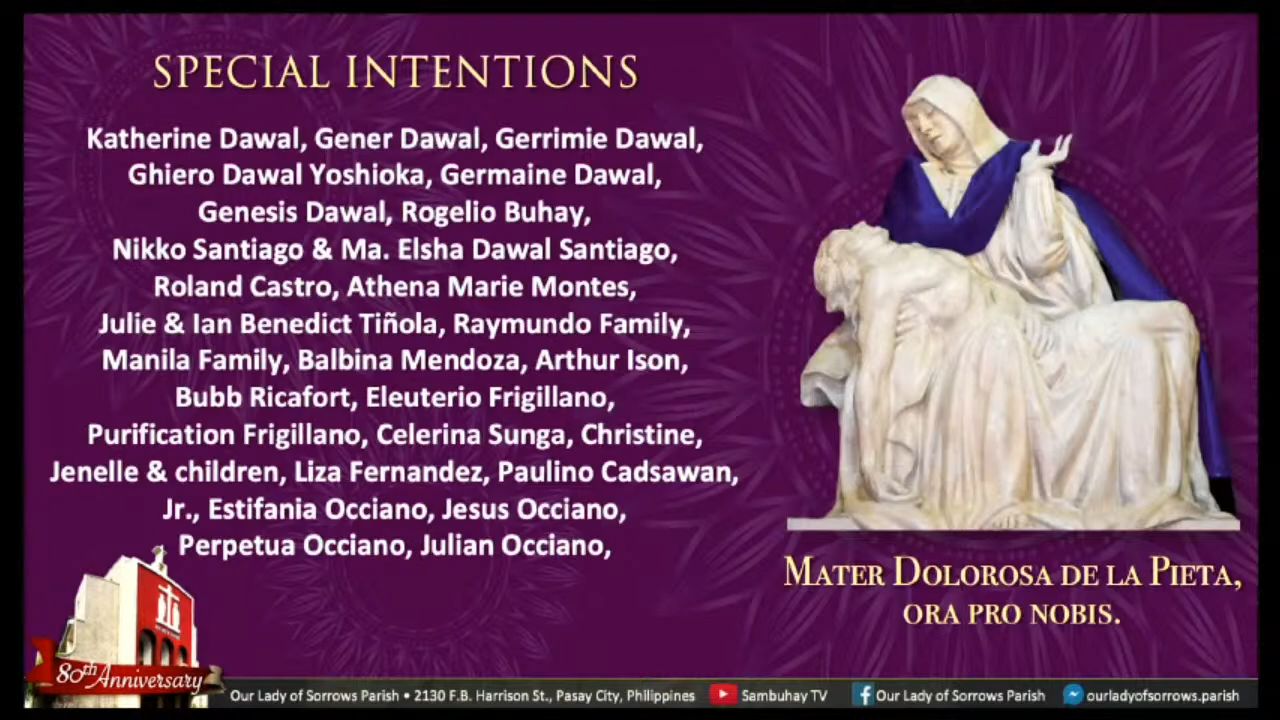 SPECIAL INTENTIONS
Katherine Dawal, Gener Dawal, Gerrimie Dawal,
Ghiero Dawal Yoshioka, Germaine Dawal,
Genesis Dawal, Rogelio Buhay,
Nikko Santiago & Ma. Elsha Dawal Santiago,
Roland Castro, Athena Marie Montes,
Julie & Ian Benedict Tiñola, Raymundo Family,
Manila Family, Balbina Mendoza, Arthur Ison,
Bubb Ricafort, Eleuterio Frigillano,
Purification Frigillano, Celerina Sunga, Christine,
Jenelle & children, Liza Fernandez, Paulino Cadsawan,
Jr., Estifania Occiano, Jesus Occiano,
Perpetua Occiano, Julian Occiano,
MATER DOLOROSA DE LA PIETA,
ORA PRO NOBIS.
80th Anniversary
Our Lady of Sorrows Parish • 2130 F.B. Harrison St., Pasay City, Philippines
Sambuhay TV
Our Lady of Sorrows Parish
ourladyofsorrows.parish